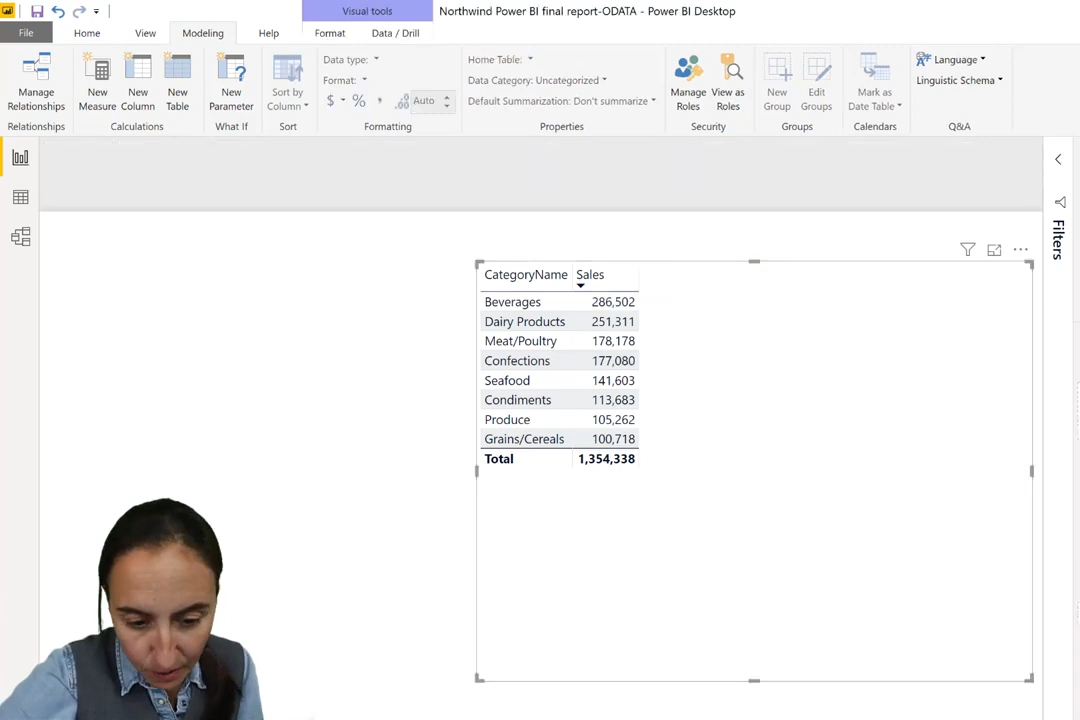 Visual tools
Northwind Power BI final report-ODATA - Power BI Desktop
File
Home
View
Modeling
Help
Format
Data / Drill
Manage
Relationships
Relationships
New
Measure
New
Column
New
Table
Calculations
New
Parameter
What If
Sort by
Column
Sort
Data type:
Format:
$ % , .00 Auto
Formatting
Home Table:
Data Category: Uncategorized
Default Summarization: Don't summarize
Properties
Manage
Roles
View as
Roles
Security
New
Group
Edit
Groups
Groups
Mark as
Date Table
Calendars
Language
Linguistic Schema
Q&A
Filters
CategoryName Sales
Beverages 286,502
Dairy Products 251,311
Meat/Poultry 178,178
Confections 177,080
Seafood 141,603
Condiments 113,683
Produce 105,262
Grains/Cereals 100,718
Total 1,354,338